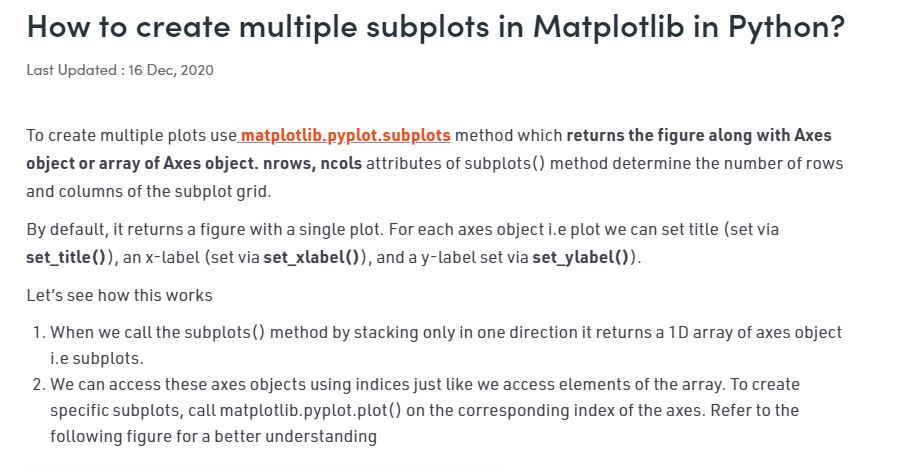 How to create multiple subplots in Matplotlib in Python?
Last Updated : 16 Dec, 2020
To create multiple plots use matplotlib.pyplot.subplots method which returns the figure along with Axes
object or array of Axes object. nrows, ncols attributes of subplots() method determine the number of rows
and columns of the subplot grid.
By default, it returns a figure with a single plot. For each axes object i.e plot we can set title (set via
set_title()), an x-label (set via set_xlabel()), and a y-label set via set_ylabel()).
Let's see how this works
1. When we call the subplots() method by stacking only in one direction it returns a 1D array of axes object
i.e subplots.
2. We can access these axes objects using indices just like we access elements of the array. To create
specific subplots, call matplotlib.pyplot.plot() on the corresponding index of the axes. Refer to the
following figure for a better understanding